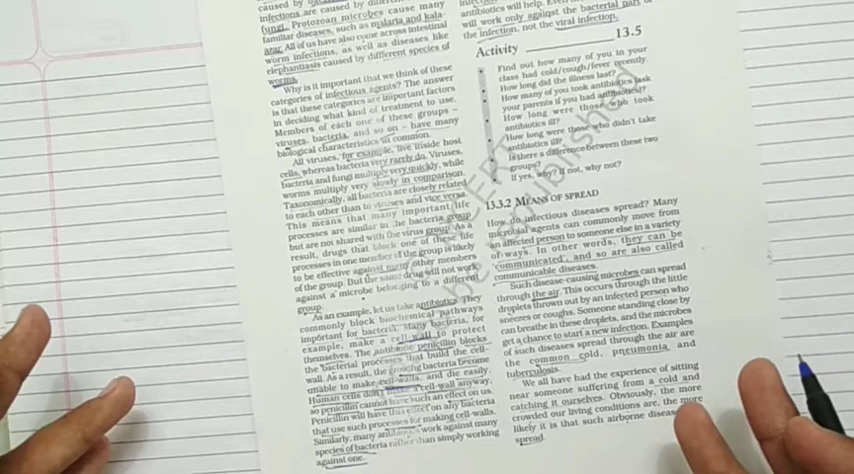 caused by
infections are caused by
fungi. Protozoan microbes cause many
familiar diseases, such as malaria and kala-
azar. All of us have also come across intestinal
worm infections, as well as diseases like
elephantiasis caused by different species of
worms.
Why is it important that we think of these
categories of infectious agents? The answer
is that these categories are important factors
in deciding what kind of treatment to use.
Members of each one of these groups –
viruses, bacteria, and so on – have many
biological characteristics in common.
All viruses, for example, live inside host
cells, whereas bacteria very rarely do. Viruses,
bacteria and fungi multiply very quickly, while
worms multiply very slowly in comparison.
Taxonomically, all bacteria are closely related
to each other than to viruses and vice versa.
This means that many important life
processes are similar in the bacteria group
but are not shared with the virus group. As a
result, drugs that block one of these life
processes in one member of the group is likely
to be effective against many other members
of the group. But the same drug will not work
against a microbe belonging to a different
group.
As an example, let us take antibiotics. They
commonly block biochemical pathways
important for bacteria. Many bacteria, for
example, make a cell-wall to protect
themselves. The antibiotic penicillin blocks
the bacterial processes that build the cell-
wall. As a result, the growing bacteria become
unable to make cell-walls, and die easily.
Human cells don't make a cell-wall anyway,
so penicillin cannot have such an effect on us.
Penicillin will have this effect on any bacteria
that use such processes for making cell-walls.
Similarly, many antibiotics work against many
species of bacteria rather than simply working
against one.
antibiotics will help.
will work only against the bacterial part of
the infection, not the viral infection.
Activity 13.5
Find out how many of you in your
class had cold/cough/fever recently.
How long did the illness last?
How many of you took antibiotics (ask
your parents if you had antibiotics)?
How long were those who took
antibiotics ill?
How long were those who didn't take
antibiotics ill?
Is there a difference between these two
groups?
If yes, why? If not, why not?
13.3.2 MEANS OF SPREAD
How do infectious diseases spread? Many
microbial agents can commonly move from
an affected person to someone else in a variety
of ways. In other words, they can be
'communicated', and so are also called
communicable diseases.
Such disease-causing microbes can spread
through the air. This occurs through the little
droplets thrown out by an infected person who
sneezes or coughs. Someone standing close by
can breathe in these droplets, and the microbes
get a chance to start a new infection. Examples
of such diseases spread through the air are
the common cold, pneumonia and
tuberculosis.
We all have had the experience of sitting
near someone suffering from a cold and
catching it ourselves. Obviously, the more
crowded our living conditions are, the more
likely it is that such airborne diseases
spread.